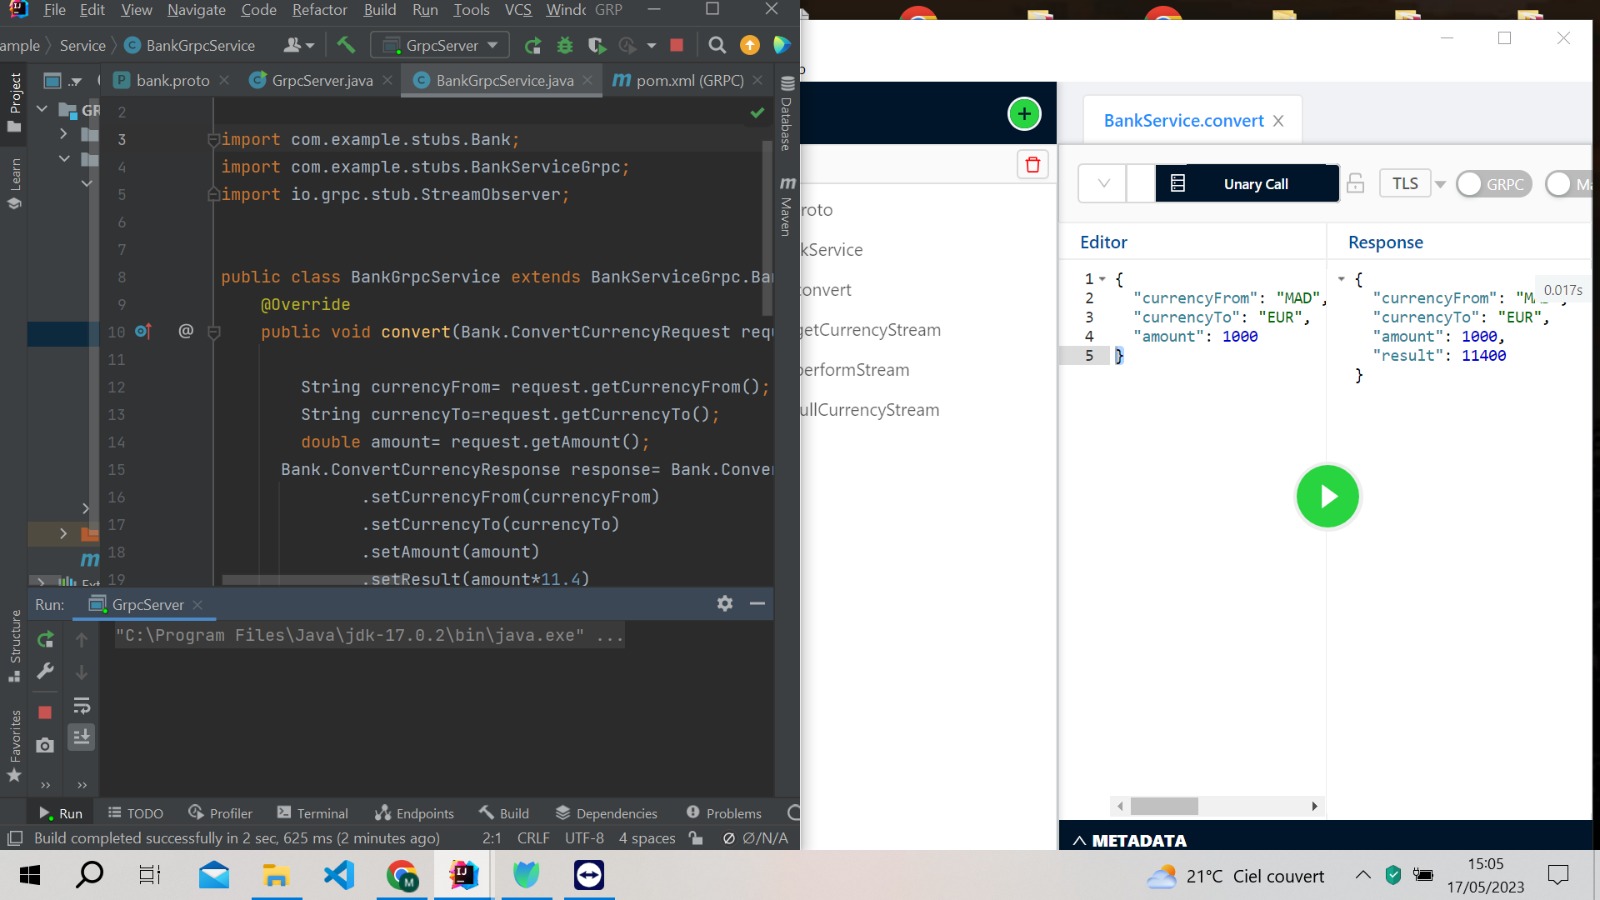 File Edit View Navigate Code Refactor Build Run Tools VCS Windc GRP
ample Service BankGrpcService GrpcServer
bank.proto GrpcServer.java BankGrpcService.java pom.xml (GRPC)
Project
Learn
Structure
Favorites
Database
Maven
GR
Ext
2
3 import com.example.stubs.Bank;
4 import com.example.stubs.BankServiceGrpc;
5 import io.grpc.stub.StreamObserver;
6
7
8 public class BankGrpcService extends BankServiceGrpc.Ba
9 @Override
10 @ public void convert(Bank.ConvertCurrencyRequest requ
11
12 String currencyFrom= request.getCurrencyFrom();
13 String currencyTo=request.getCurrencyTo();
14 double amount= request.getAmount();
15 Bank.ConvertCurrencyResponse response= Bank.Conver
16 .setCurrencyFrom(currencyFrom)
17 .setCurrencyTo(currencyTo)
18 .setAmount(amount)
19 .setResult(amount*11.4)
Run: GrpcServer
"C:\Program Files\Java\jdk-17.0.2\bin\java.exe" ...
Run TODO Profiler Terminal Endpoints Build Dependencies Problems
Build completed successfully in 2 sec, 625 ms (2 minutes ago) 2:1 CRLF UTF-8 4 spaces Ø/N/A
roto
kService
convert
getCurrencyStream
performStream
ullCurrencyStream
BankService.convert
Unary Call TLS GRPC Ma
Editor
1 {
2 "currencyFrom": "MAD",
3 "currencyTo": "EUR",
4 "amount": 1000
5 }
Response
{
"currencyFrom": "M
0.017s
"currencyTo": "EUR",
"amount": 1000,
"result": 11400
}
METADATA
21°C Ciel couvert
15:05
17/05/2023